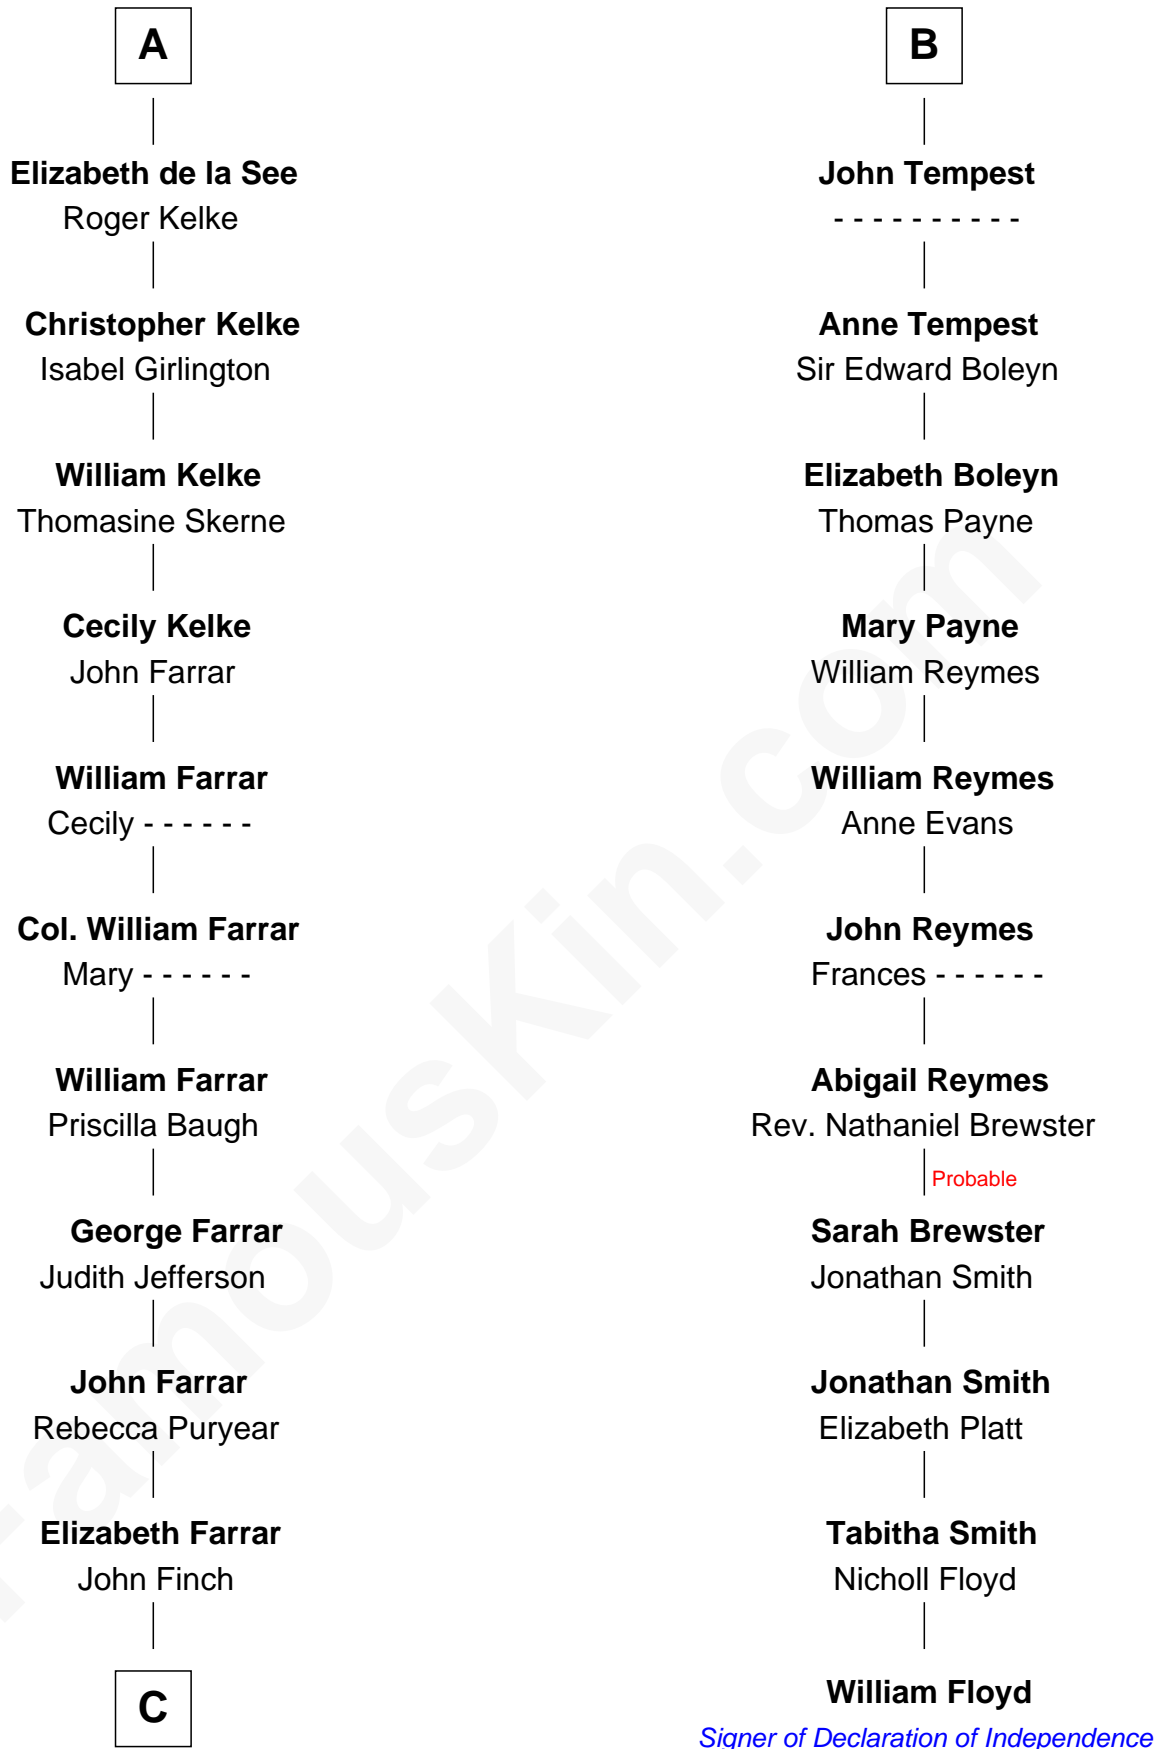 A
Elizabeth de la See
Roger Kelke
Christopher Kelke
Isabel Girlington
William Kelke
Thomasine Skerne
Cecily Kelke
John Farrar
William Farrar
Cecily - - - - - -
Col. William Farrar
Mary - - - - - -
William Farrar
Priscilla Baugh
George Farrar
Judith Jefferson
John Farrar
Rebecca Puryear
Elizabeth Farrar
John Finch
C
B
John Tempest
- - - - - - - - - -
Anne Tempest
Sir Edward Boleyn
Elizabeth Boleyn
Thomas Payne
Mary Payne
William Reymes
William Reymes
Anne Evans
John Reymes
Frances - - - - - -
Abigail Reymes
Rev. Nathaniel Brewster
Probable
Sarah Brewster
Jonathan Smith
Jonathan Smith
Elizabeth Platt
Tabitha Smith
Nicholl Floyd
William Floyd
Signer of Declaration of Independence
FamousKin.com